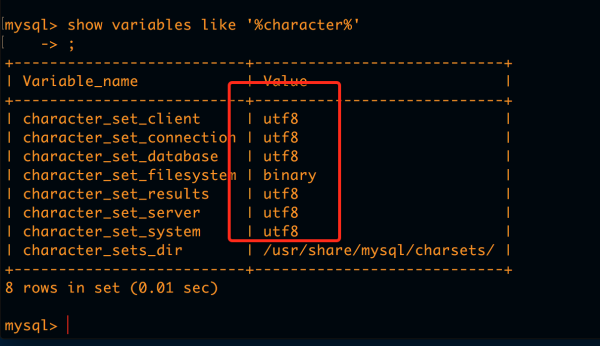 mysql> show variables like '%character%'
    -> ;
+--------------------------+----------------------------+
| Variable_name            | Value                      |
+--------------------------+----------------------------+
| character_set_client     | utf8                       |
| character_set_connection | utf8                       |
| character_set_database   | utf8                       |
| character_set_filesystem | binary                     |
| character_set_results    | utf8                       |
| character_set_server     | utf8                       |
| character_set_system     | utf8                       |
| character_sets_dir       | /usr/share/mysql/charsets/ |
+--------------------------+----------------------------+
8 rows in set (0.01 sec)
mysql>